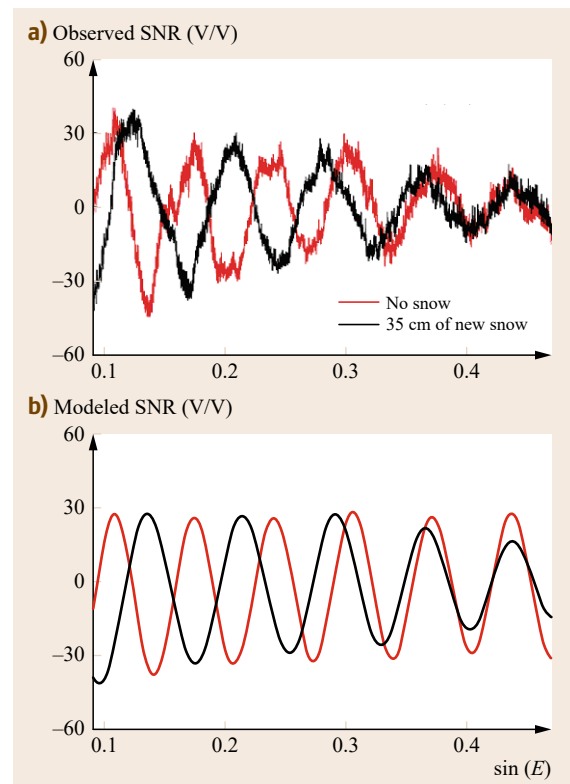 a) Observed SNR (V/V)
60
30
0
–30
–60
No snow
35 cm of new snow
0.1 0.2 0.3 0.4
b) Modeled SNR (V/V)
60
30
0
–30
–60
0.1 0.2 0.3 0.4
sin (E)